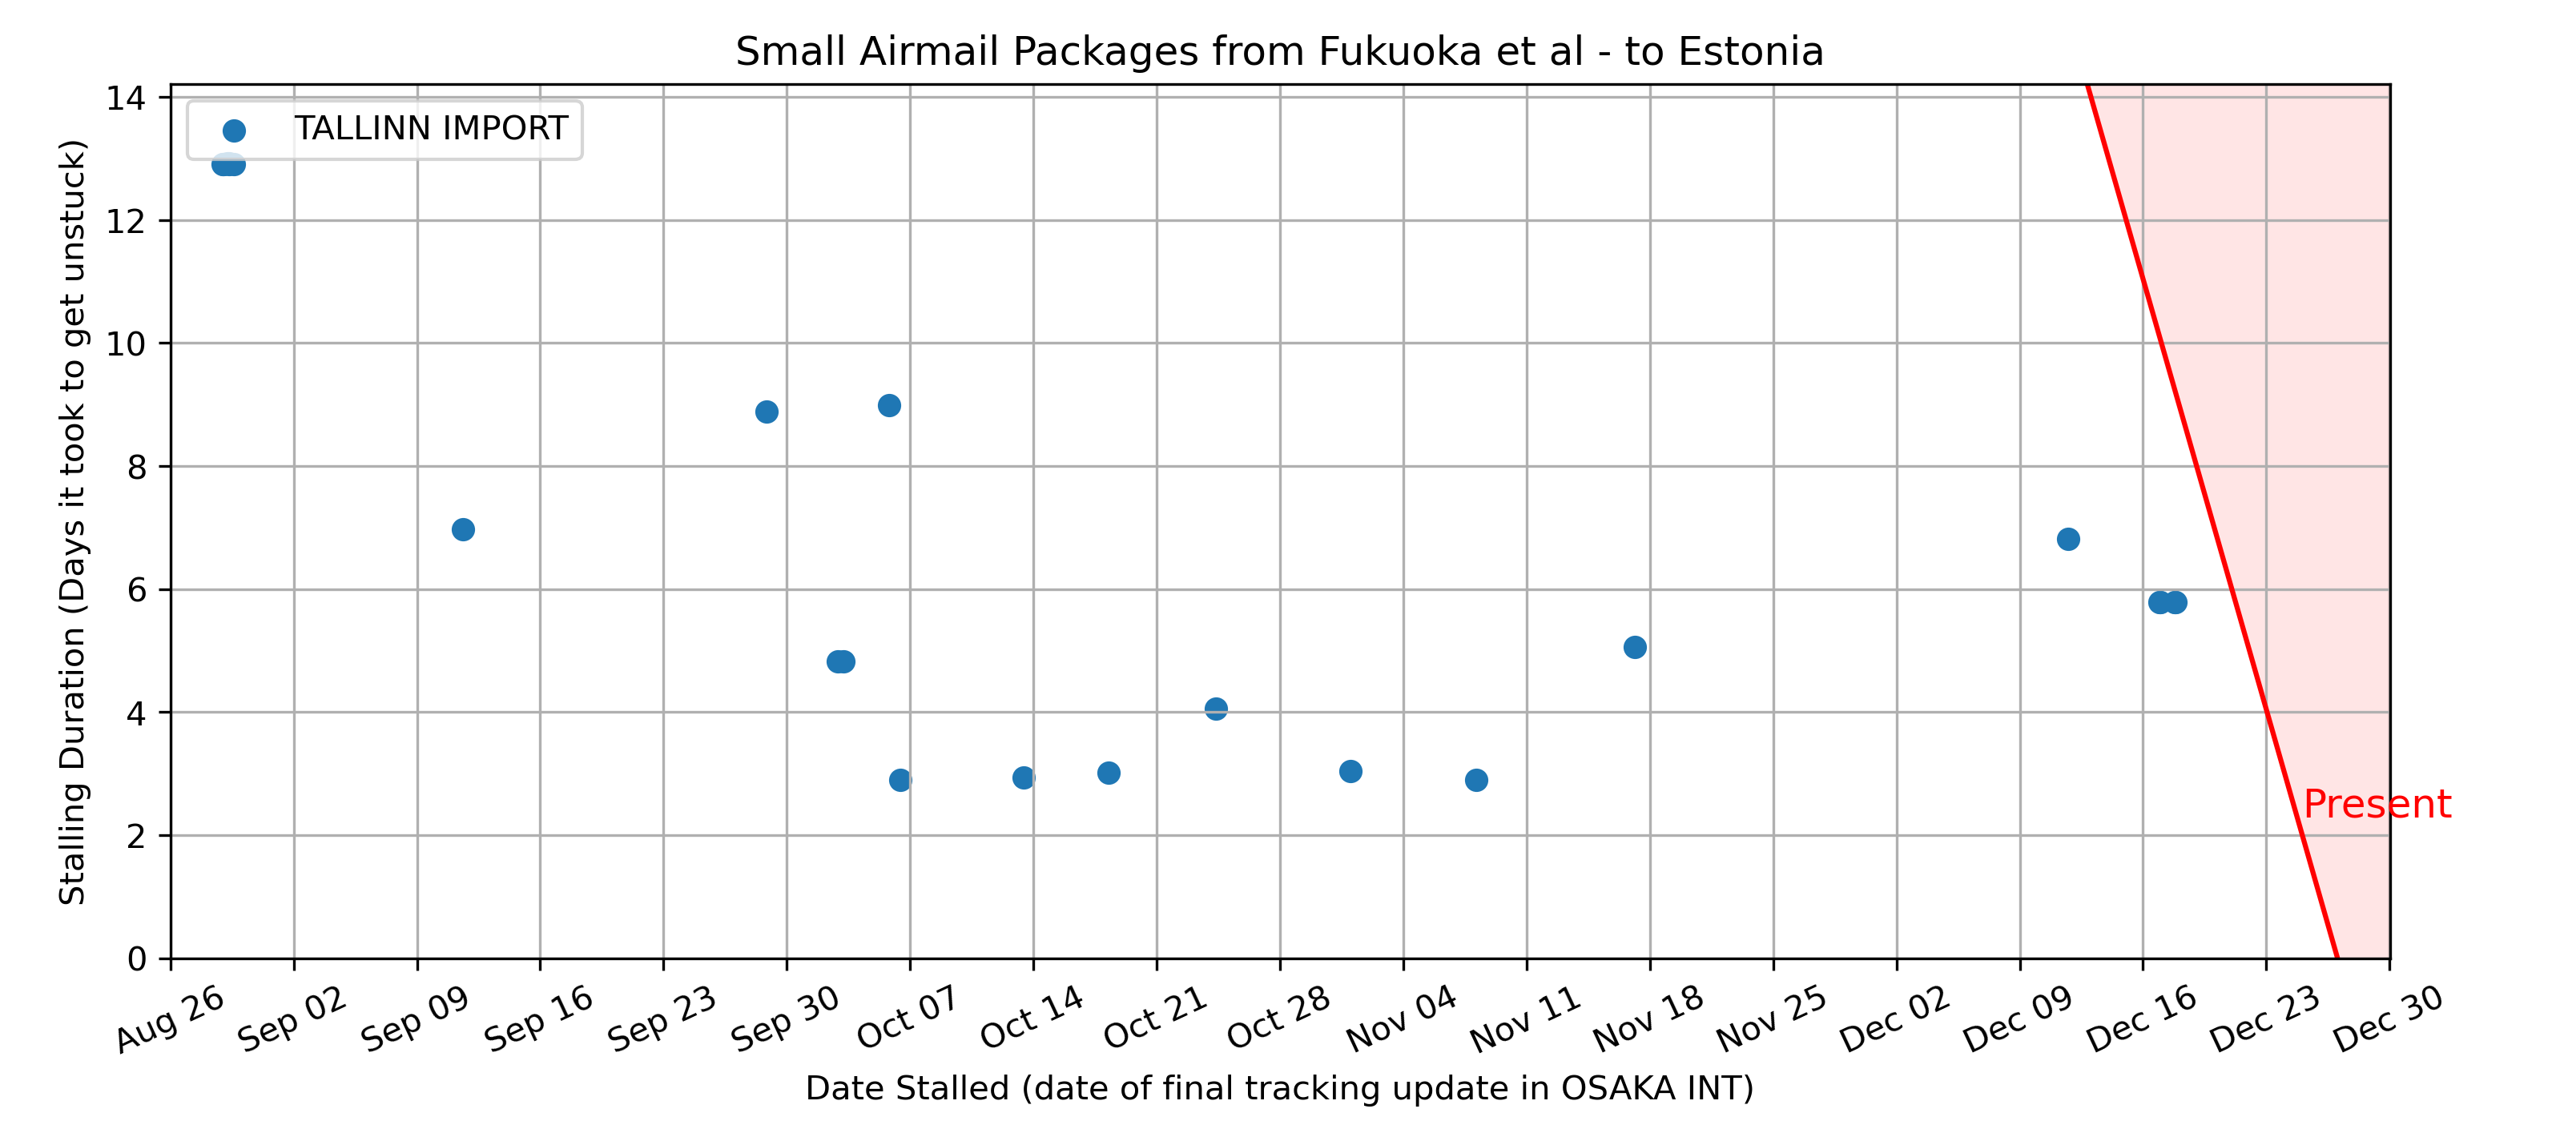 Small Airmail Packages from Fukuoka et al - to Estonia
TALLINN IMPORT
Stalling Duration (Days it took to get unstuck)
14
12
10
8
6
4
2
0
Present
Aug 26
Sep 02
Sep 09
Sep 16
Sep 23
Sep 30
Oct 07
Oct 14
Oct 21
Oct 28
Nov 04
Nov 11
Nov 18
Nov 25
Dec 02
Dec 09
Dec 16
Dec 23
Dec 30
Date Stalled (date of final tracking update in OSAKA INT)